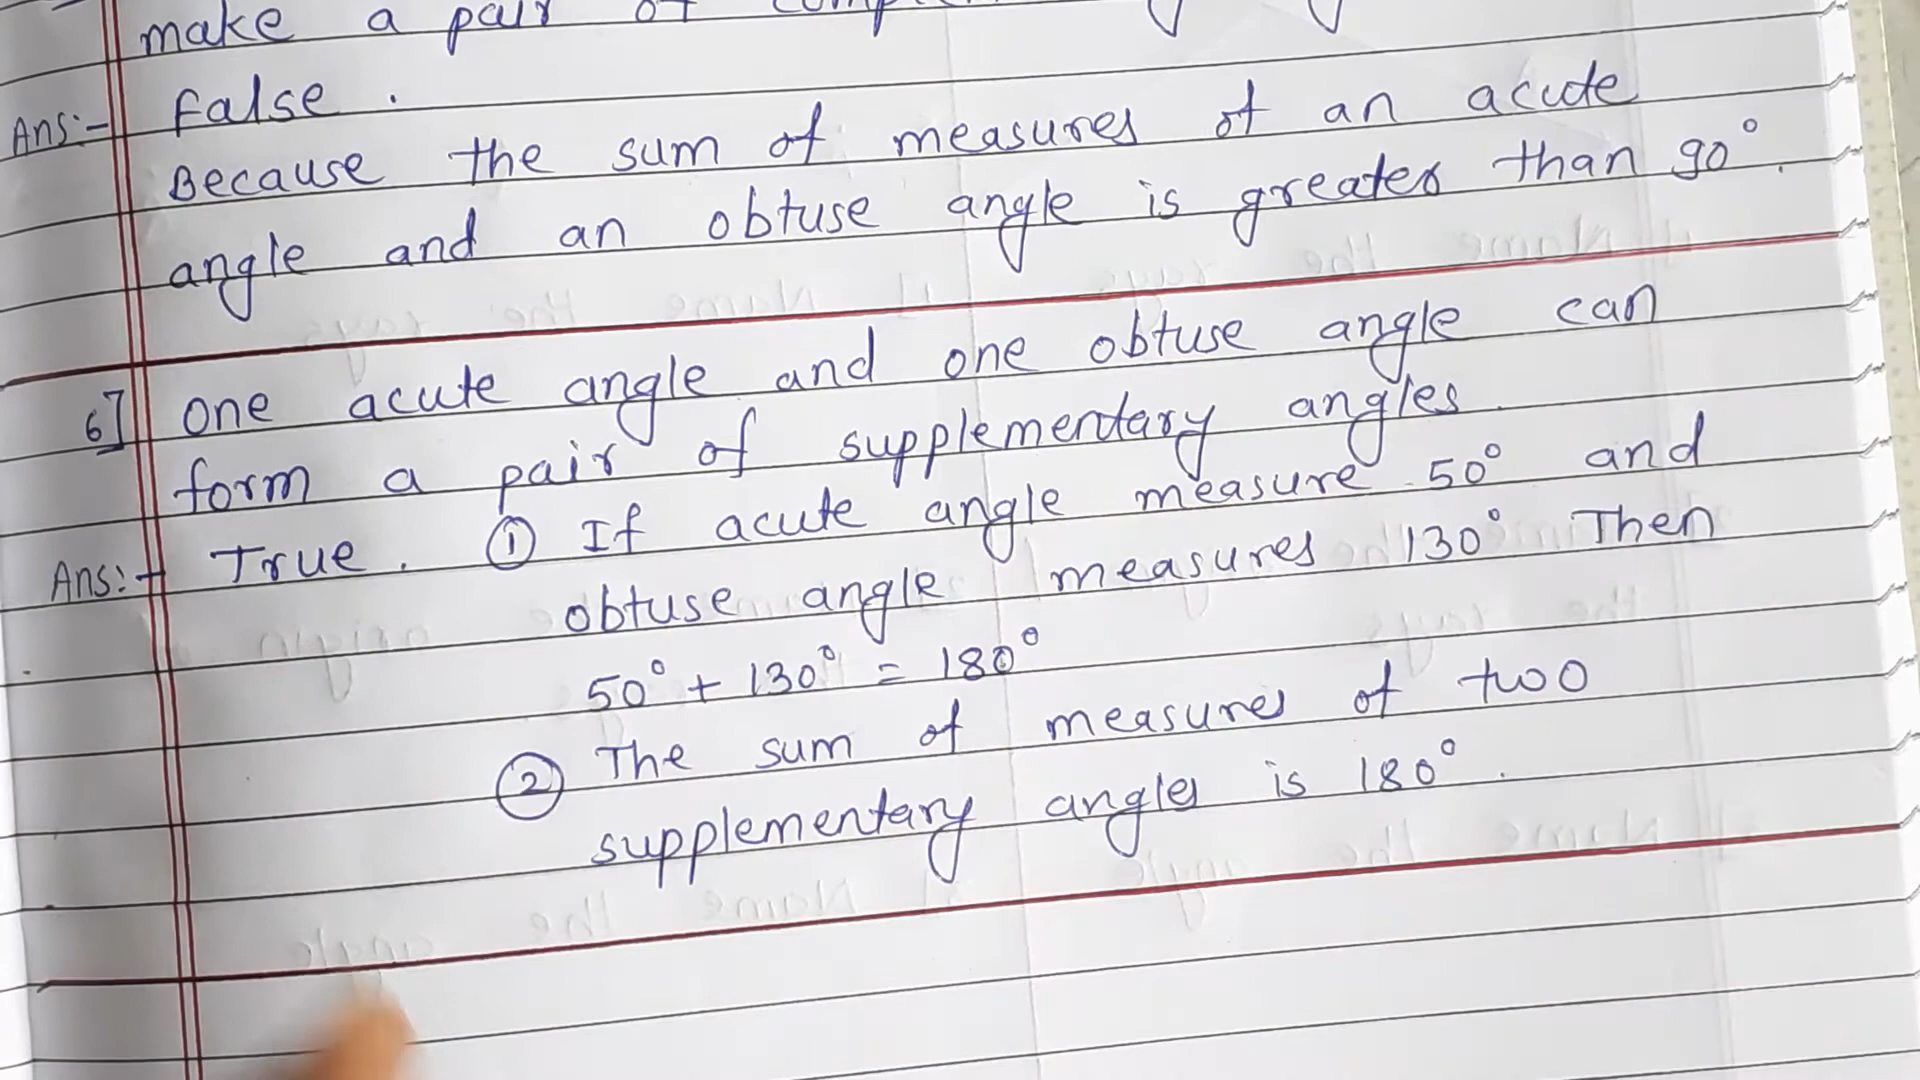 make a pair of
Ans:- False.
Because the sum of measures of an acute
angle and an obtuse angle is greater than 90°.
6] One acute angle and one obtuse angle can
form a pair of supplementary angles.
Ans:- True. ① If acute angle measure 50° and
obtuse angle measures 130° Then
50° + 130° = 180°
② The sum of measures of two
supplementary angles is 180°.